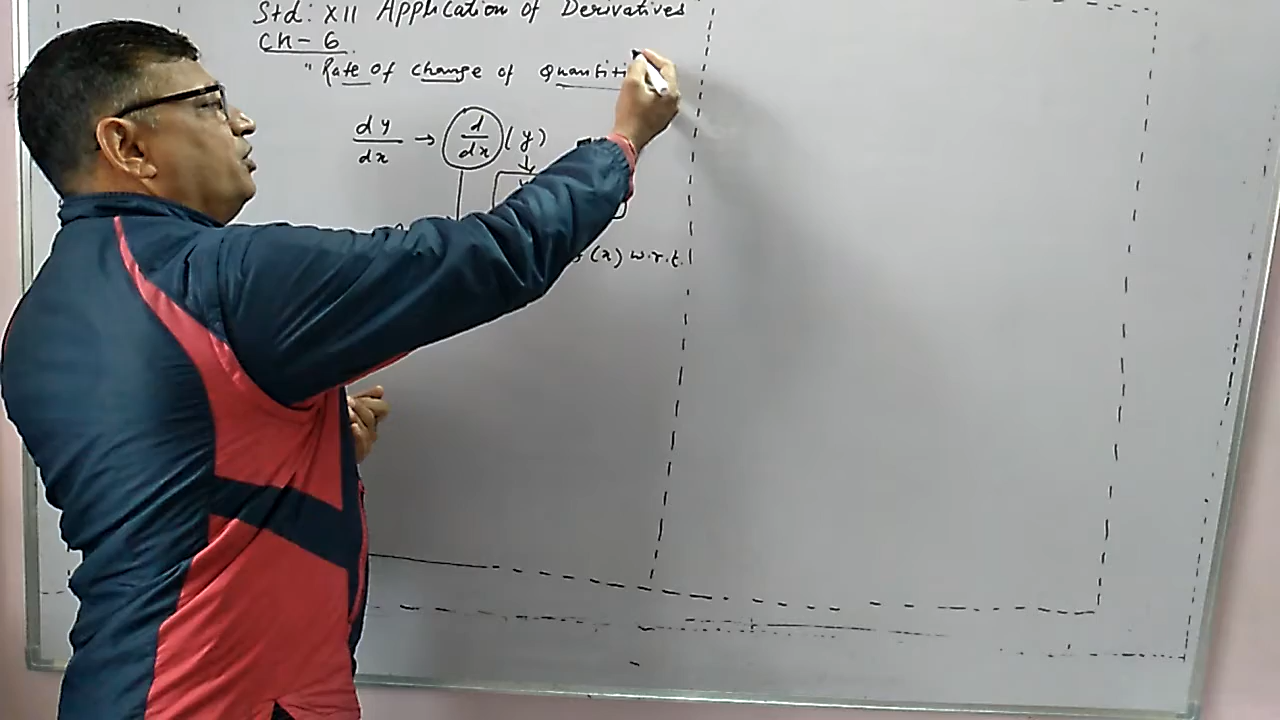 Std: XII Application of Derivatives
Ch- 6
"Rate of change of Quantiti
dy/dx → d/dx (y)
(x) w.r.t.